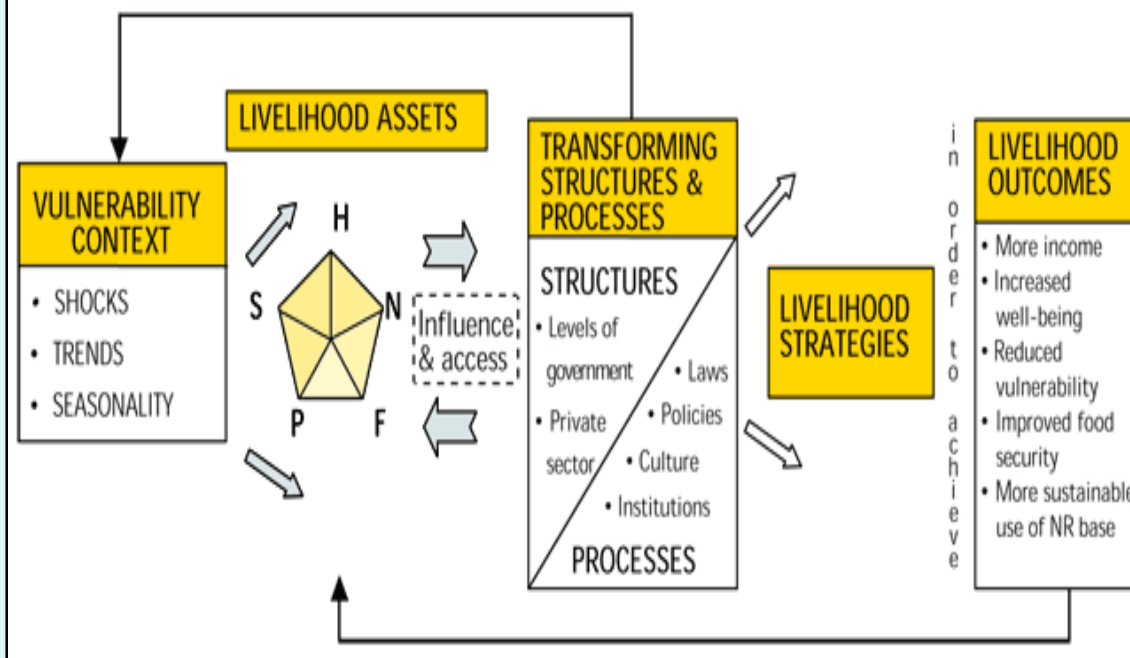 LIVELIHOOD ASSETS
VULNERABILITY
CONTEXT
• SHOCKS
• TRENDS
• SEASONALITY
H
S
N
P
F
Influence
& access
TRANSFORMING
STRUCTURES &
PROCESSES
STRUCTURES
• Levels of
government
• Private
sector
• Laws
• Policies
• Culture
• Institutions
PROCESSES
LIVELIHOOD
STRATEGIES
in order to achieve
LIVELIHOOD
OUTCOMES
• More income
• Increased
well-being
• Reduced
vulnerability
• Improved food
security
• More sustainable
use of NR base